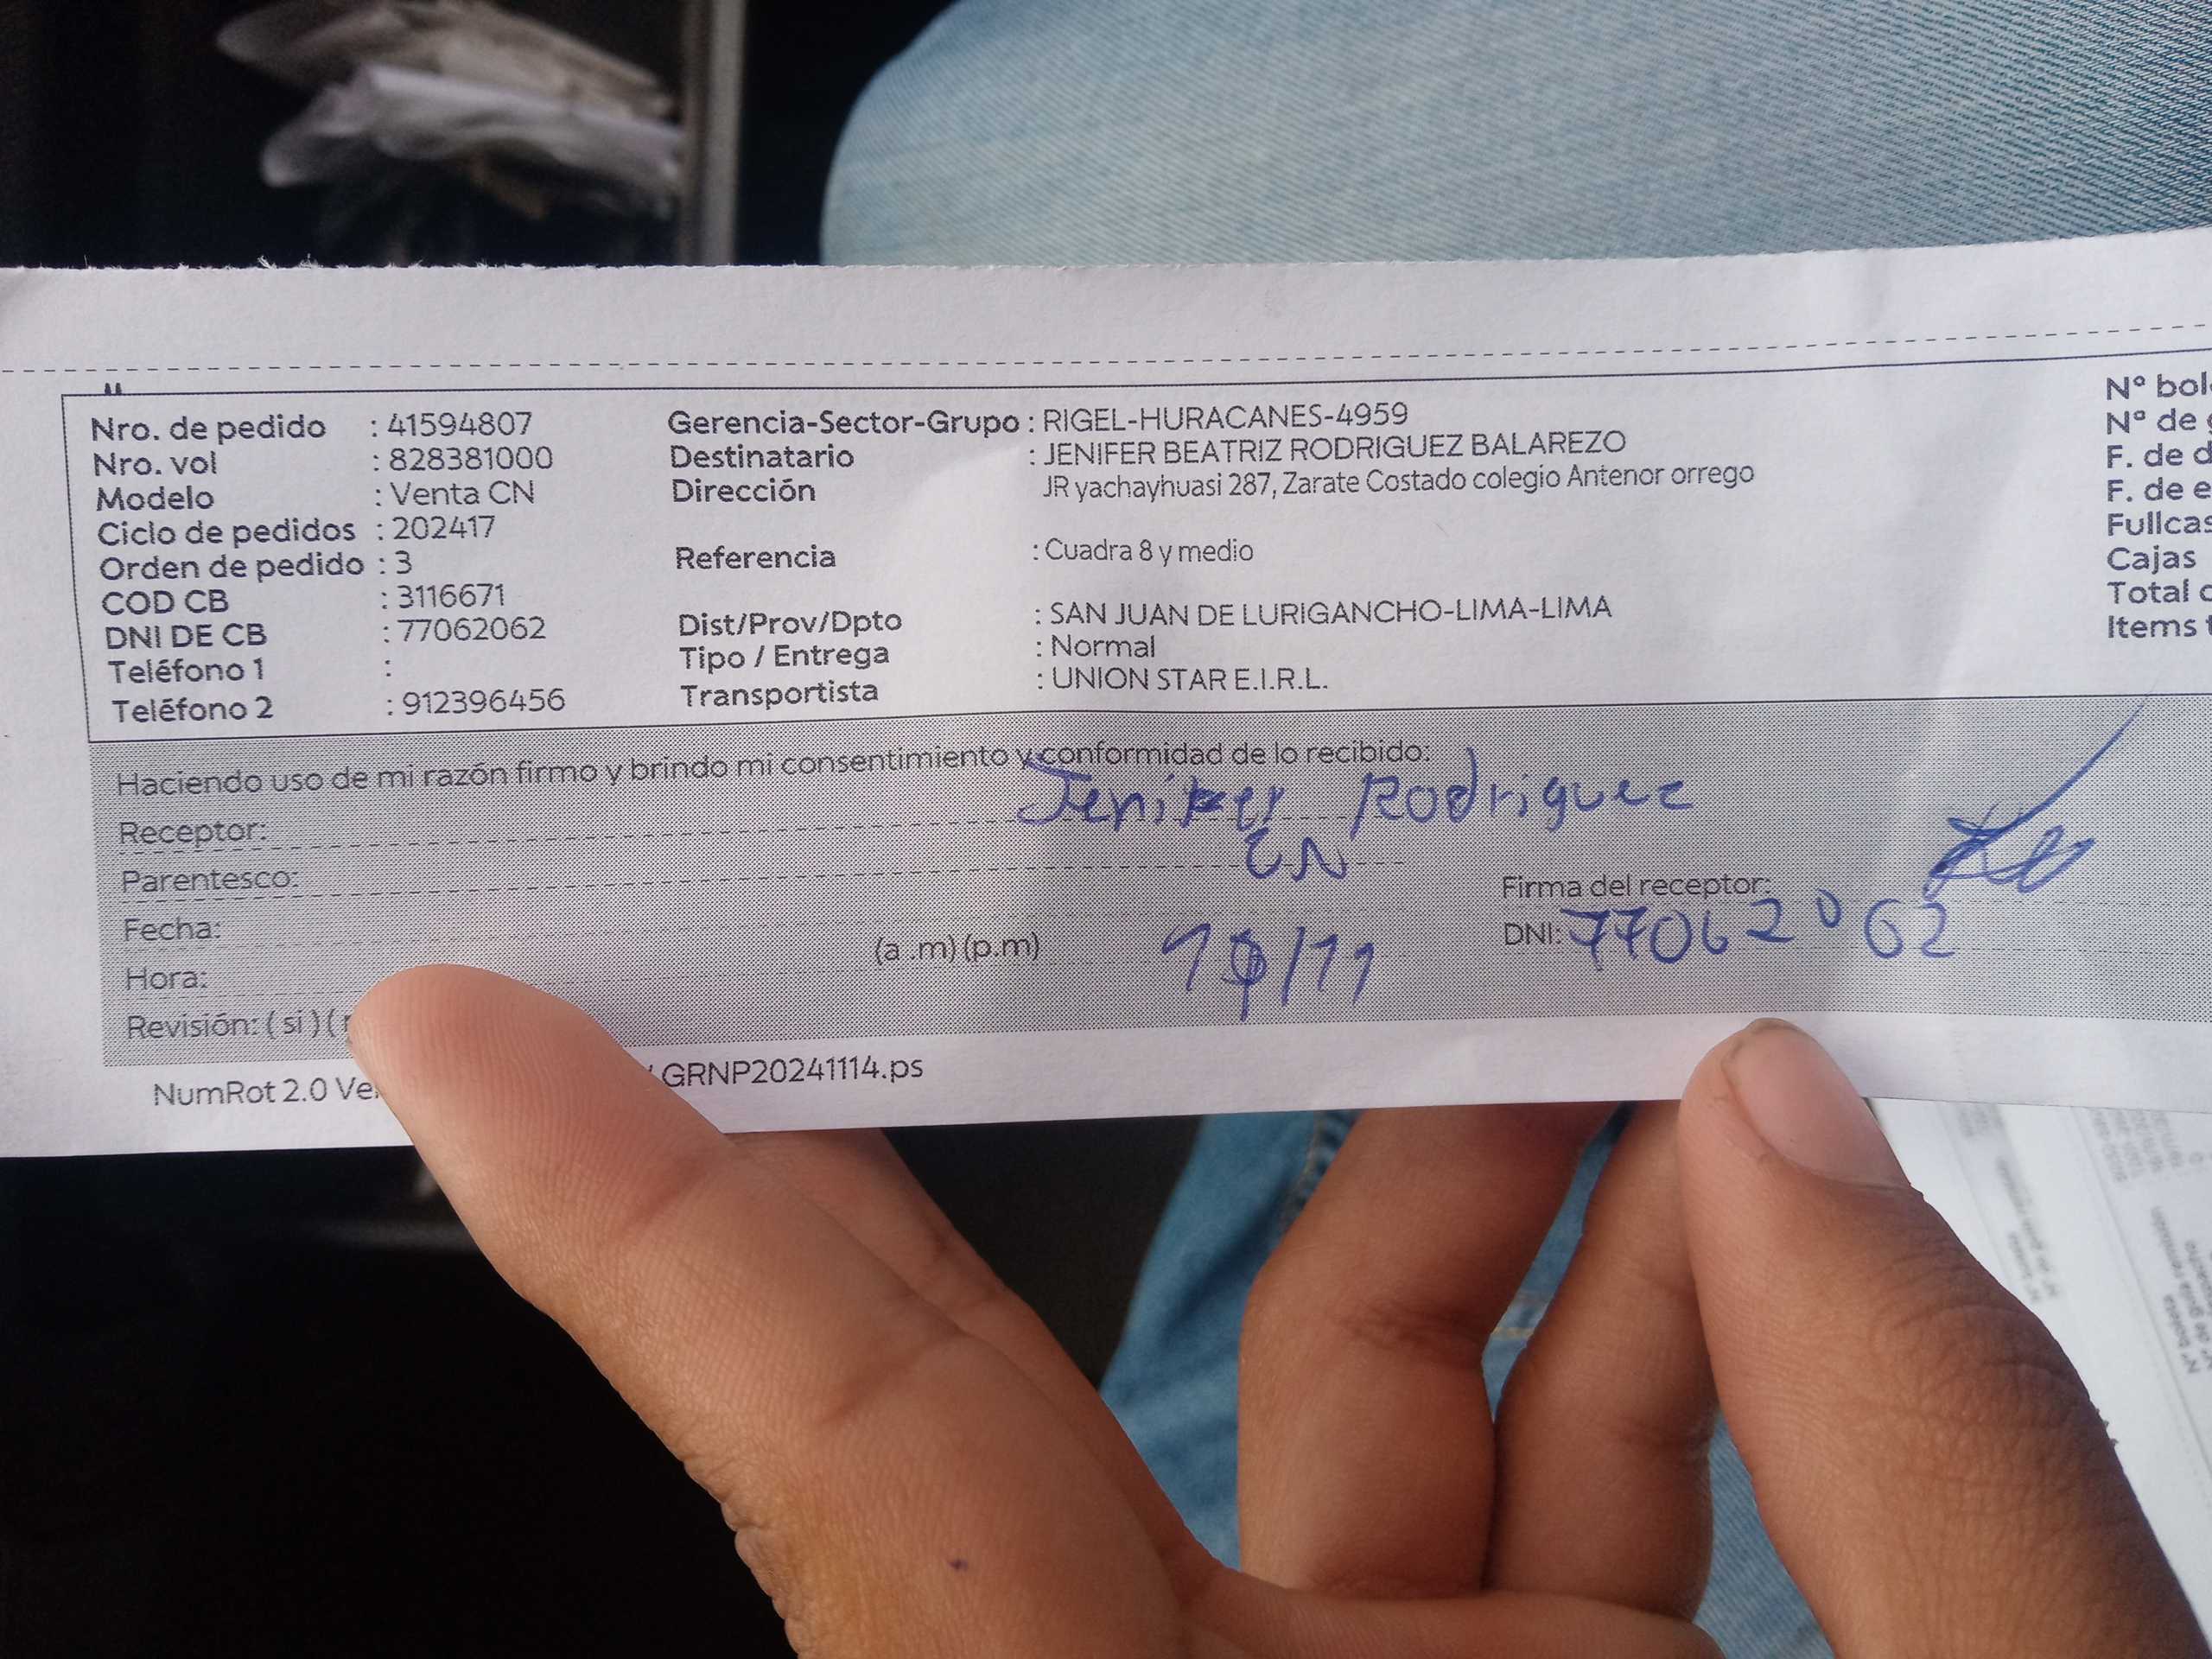 Nro. de pedido : 41594807 Gerencia-Sector-Grupo : RIGEL-HURACANES-4959 Nº bol
Nro. vol : 828381000 Destinatario : JENIFER BEATRIZ RODRIGUEZ BALAREZO Nº de
Modelo : Venta CN Dirección JR yachayhuasi 287, Zarate Costado colegio Antenor orrego F. de d
Ciclo de pedidos : 202417 F. de e
Orden de pedido : 3 Referencia : Cuadra 8 y medio Fullcas
COD CB : 3116671 Cajas
DNI DE CB : 77062062 Dist/Prov/Dpto : SAN JUAN DE LURIGANCHO-LIMA-LIMA Total c
Teléfono 1 : Tipo / Entrega : Normal Items t
Teléfono 2 : 912396456 Transportista : UNION STAR E.I.R.L.
Haciendo uso de mi razón firmo y brindo mi consentimiento y conformidad de lo recibido:
Receptor: Jenifer Rodriguez
Parentesco: CN
Fecha: Firma del receptor:
Hora: (a .m) (p.m) /11 DNI: 77062062
Revisión: ( si ) (
NumRot 2.0 GRNP20241114.ps